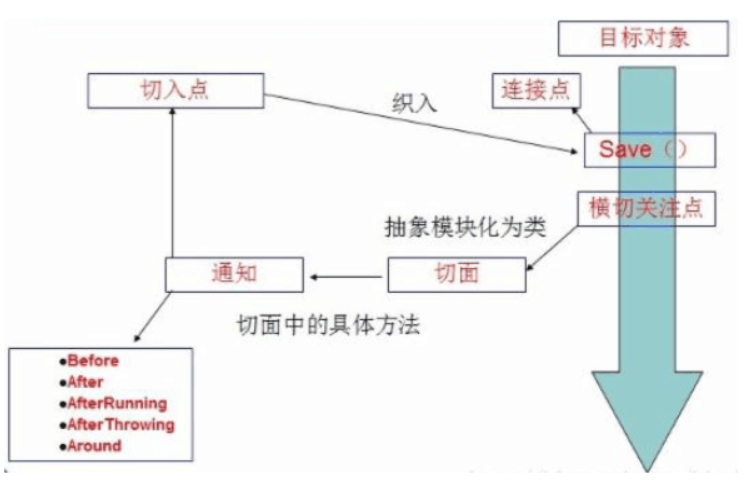 目标对象
切入点
连接点
织入
Save（）
横切关注点
抽象模块化为类
通知
切面
切面中的具体方法
●Before
●After
●AfterRunning
●AfterThrowing
●Around